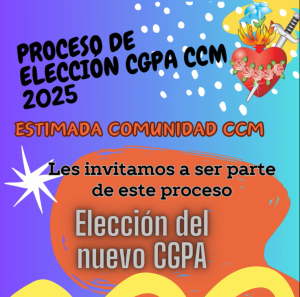 PROCESO DE
ELECCIÓN CGPA CCM
2025
ESTIMADA COMUNIDAD CCM
Les invitamos a ser parte
de este proceso
Elección del
nuevo CGPA